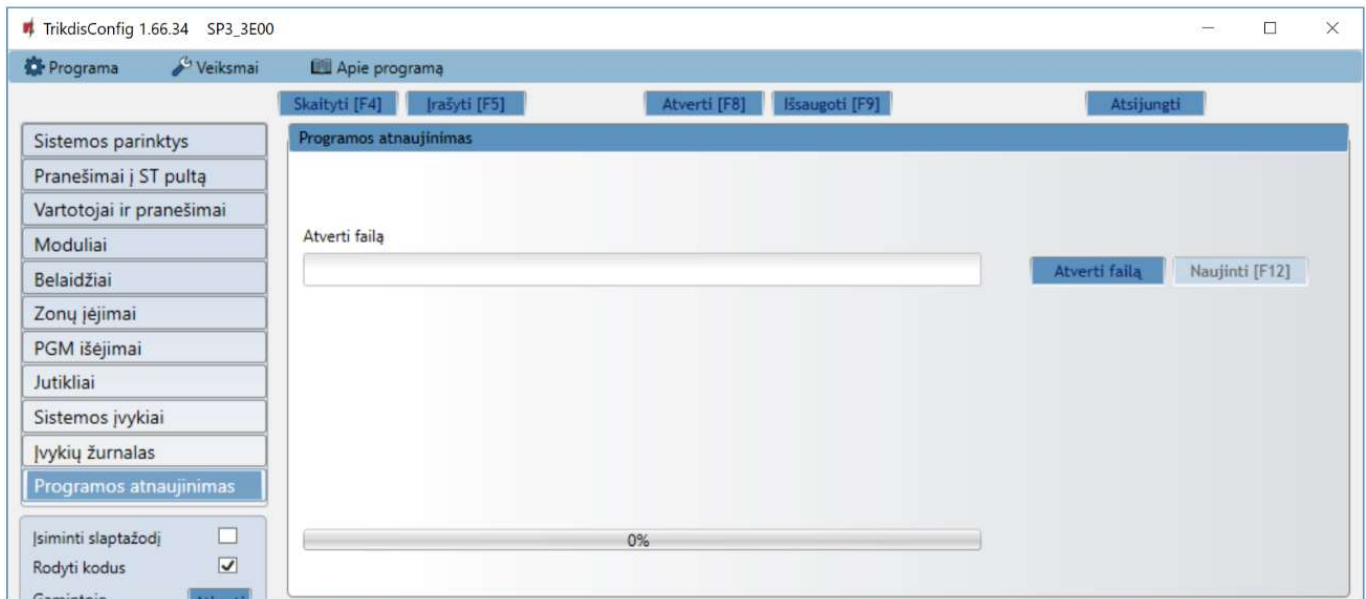 TrikdisConfig 1.66.34 SP3_3E00
Programa Veiksmai Apie programą
Skaityti [F4] Įrašyti [F5] Atverti [F8] Išsaugoti [F9] Atsijungti
Sistemos parinktys
Pranešimai į ST pultą
Vartotojai ir pranešimai
Moduliai
Belaidžiai
Zonų įėjimai
PGM išėjimai
Jutikliai
Sistemos įvykiai
Įvykių žurnalas
Programos atnaujinimas
Įsiminti slaptažodį
Rodyti kodus
Programos atnaujinimas
Atverti failą
Atverti failą Naujinti [F12]
0%